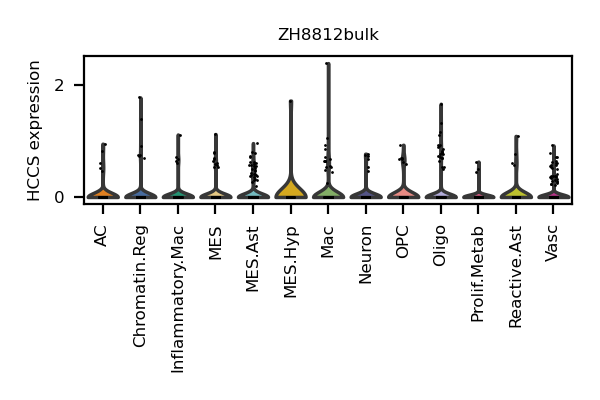 ZH8812bulk
HCCS expression
2
0
AC
Chromatin.Reg
Inflammatory.Mac
MES
MES.Ast
MES.Hyp
Mac
Neuron
OPC
Oligo
Prolif.Metab
Reactive.Ast
Vasc